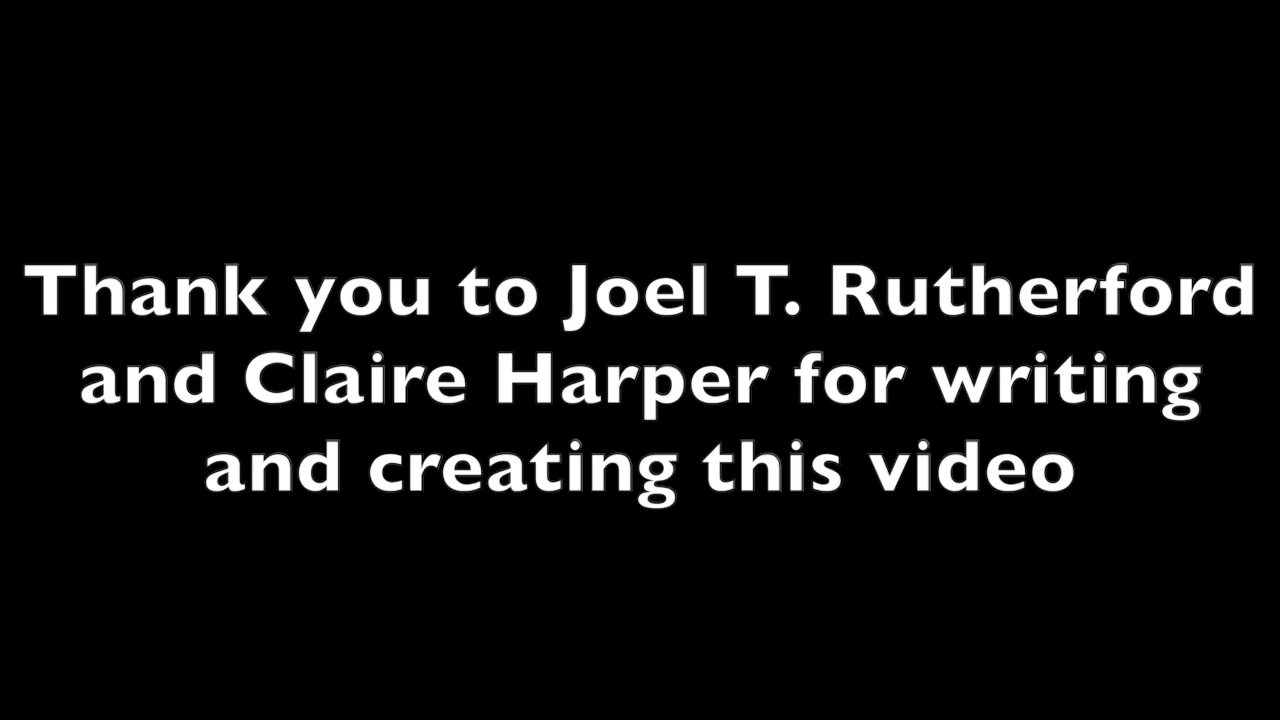 Thank you to Joel T. Rutherford
and Claire Harper for writing
and creating this video